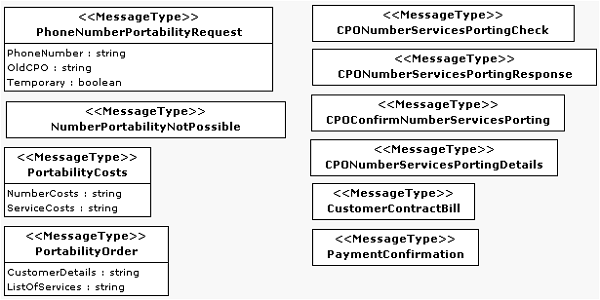 <<MessageType>>
PhoneNumberPortabilityRequest
PhoneNumber : string
OldCPO : string
Temporary : boolean
<<MessageType>>
NumberPortabilityNotPossible
<<MessageType>>
PortabilityCosts
NumberCosts : string
ServiceCosts : string
<<MessageType>>
PortabilityOrder
CustomerDetails : string
ListOfServices : string
<<MessageType>>
CPONumberServicesPortingCheck
<<MessageType>>
CPONumberServicesPortingResponse
<<MessageType>>
CPOConfirmNumberServicesPorting
<<MessageType>>
CPONumberServicesPortingDetails
<<MessageType>>
CustomerContractBill
<<MessageType>>
PaymentConfirmation